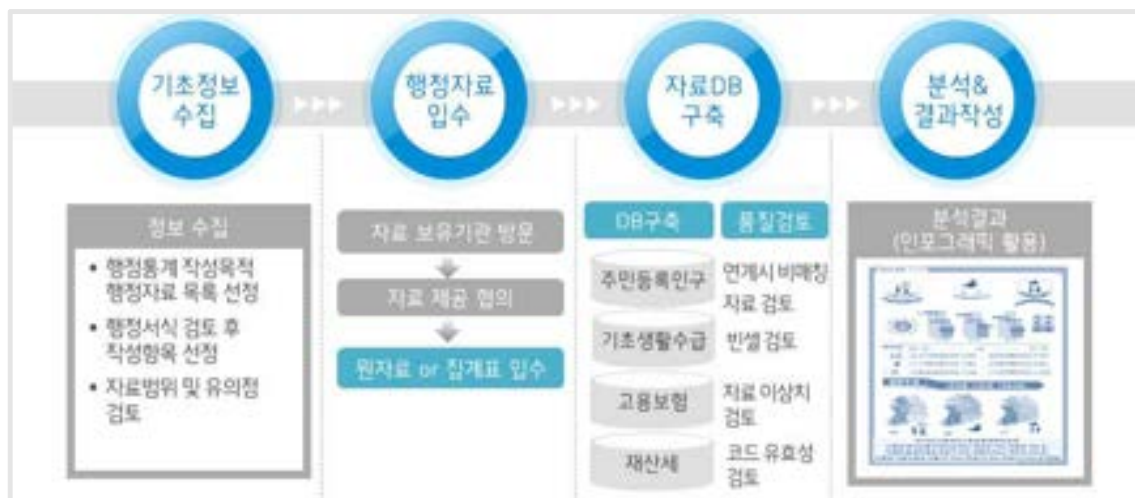 기초정보
수집
행정자료
입수
자료DB
구축
분석&
결과작성
정보 수집
• 행정통계 작성목적
행정자료 목록 선정
• 행정서식 검토 후
작성항목 선정
• 자료범위 및 유의점
검토
자료 보유기관 방문
자료 제공 협의
원자료 or 집계표 입수
DB구축
주민등록인구
기초생활수급
고용보험
재산세
품질검토
연계시 비매칭
자료 검토
빈셀 검토
자료 이상치
검토
코드 유효성
검토
분석결과
(인포그래픽 활용)